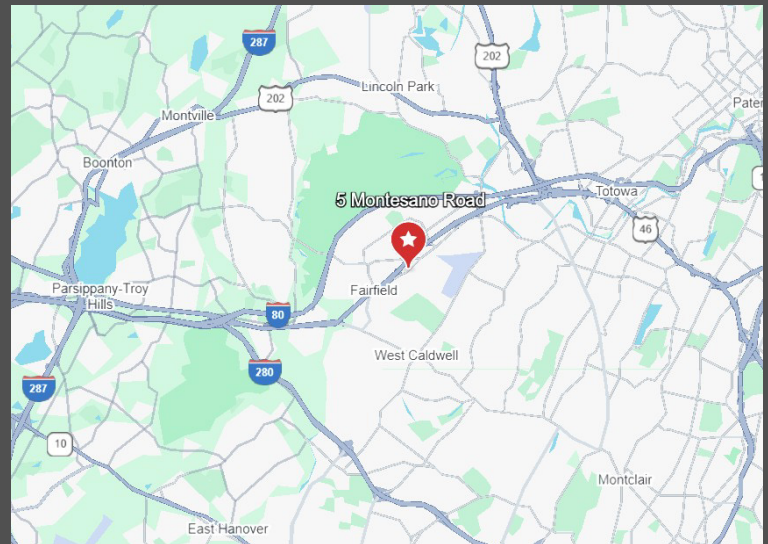 287
202
Lincoln Park
202
Montville
Boonton
5 Montesano Road
Totowa
46
Parsippany-Troy
Hills
Fairfield
80
West Caldwell
280
287
10
Montclair
East Hanover